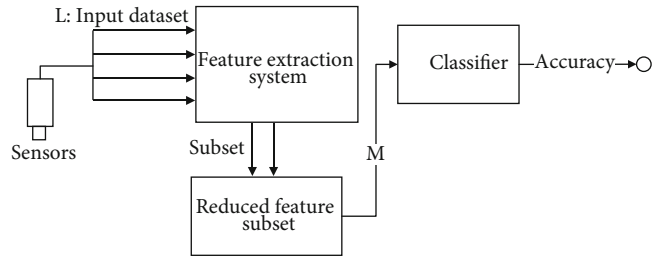 L: Input dataset
Feature extraction
system
Classifier
Accuracy
Sensors
Subset
M
Reduced feature
subset